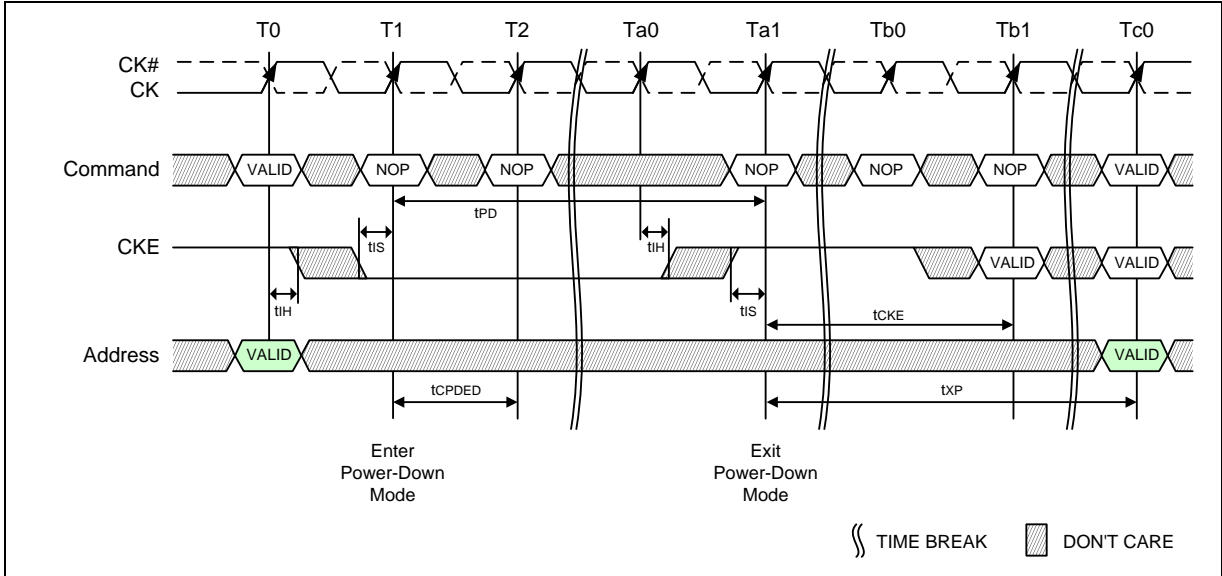 T0 T1 T2 Ta0 Ta1 Tb0 Tb1 Tc0
CK#
CK
Command VALID NOP NOP NOP NOP NOP VALID
tPD
CKE tIS tIH VALID VALID
tIH tIS
tCKE
Address VALID VALID
tCPDED tXP
Enter
Power-Down
Mode
Exit
Power-Down
Mode
TIME BREAK DON'T CARE